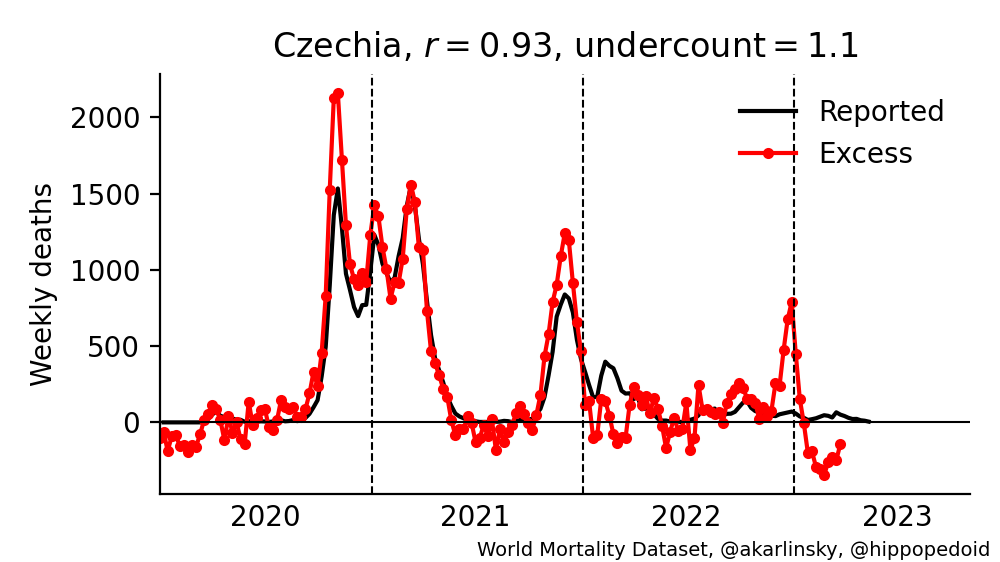 Czechia, r = 0.93, undercount = 1.1
Weekly deaths
2000
1500
1000
500
0
Reported
Excess
2020 2021 2022 2023
World Mortality Dataset, @akarlinsky, @hippopedoid